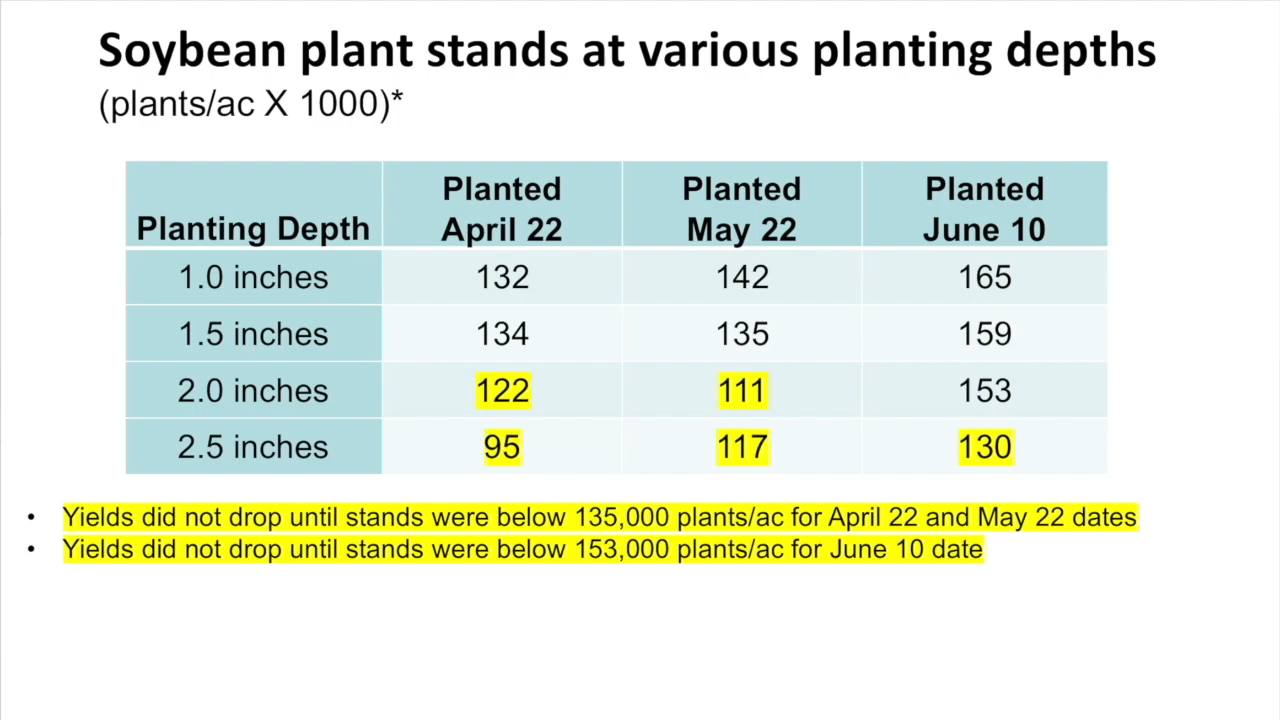 Soybean plant stands at various planting depths
(plants/ac X 1000)*
Planting Depth Planted April 22 Planted May 22 Planted June 10
1.0 inches 132 142 165
1.5 inches 134 135 159
2.0 inches 122 111 153
2.5 inches 95 117 130
• Yields did not drop until stands were below 135,000 plants/ac for April 22 and May 22 dates
• Yields did not drop until stands were below 153,000 plants/ac for June 10 date